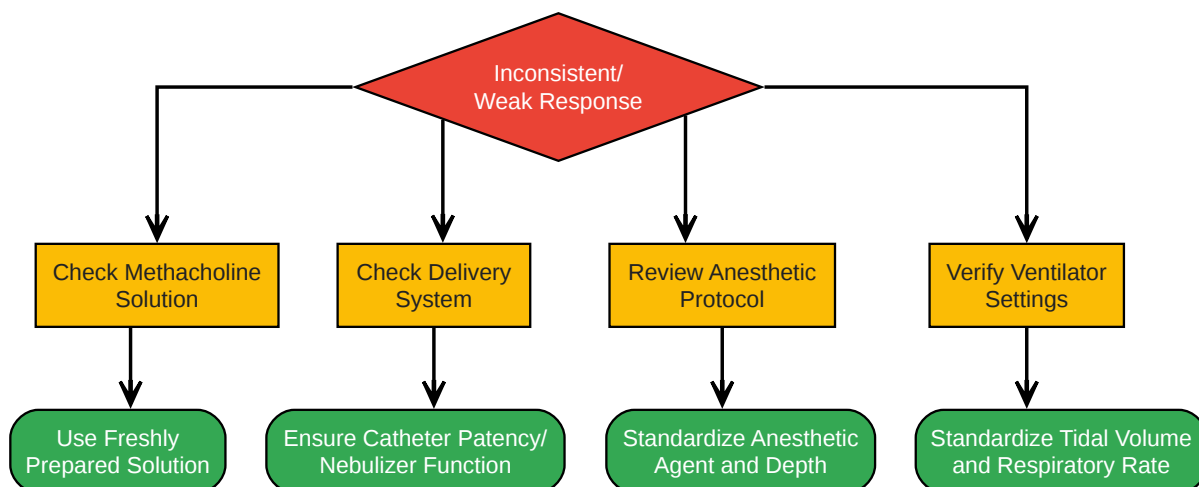 Inconsistent/
Weak Response
Check Methacholine
Solution
Check Delivery
System
Review Anesthetic
Protocol
Verify Ventilator
Settings
Use Freshly
Prepared Solution
Ensure Catheter Patency/
Nebulizer Function
Standardize Anesthetic
Agent and Depth
Standardize Tidal Volume
and Respiratory Rate